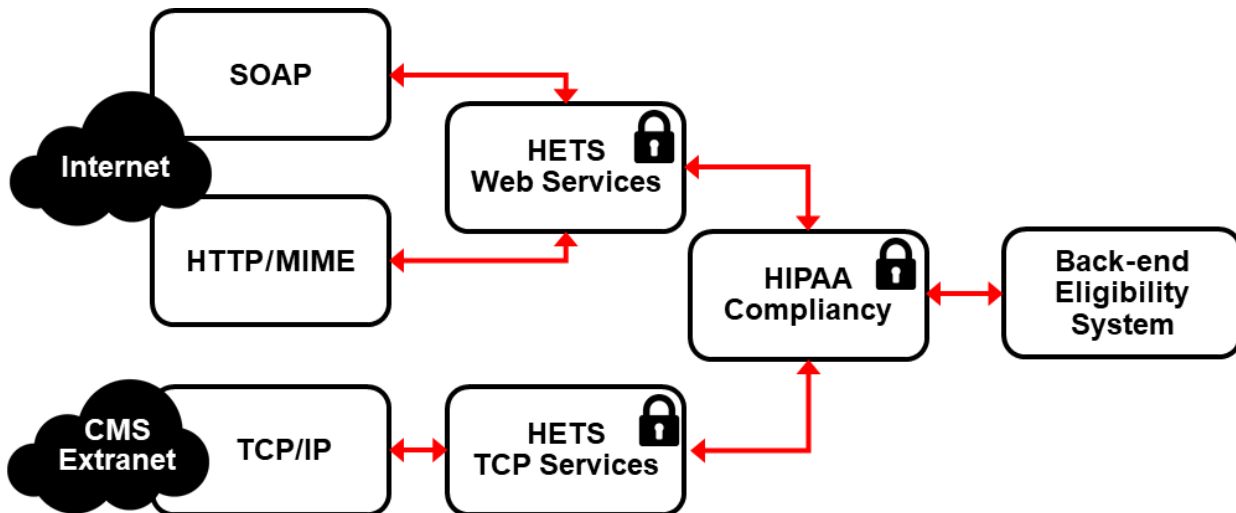 SOAP
Internet
HETS
Web Services
HTTP/MIME
HIPAA
Compliancy
Back-end
Eligibility
System
CMS
Extranet
TCP/IP
HETS
TCP Services